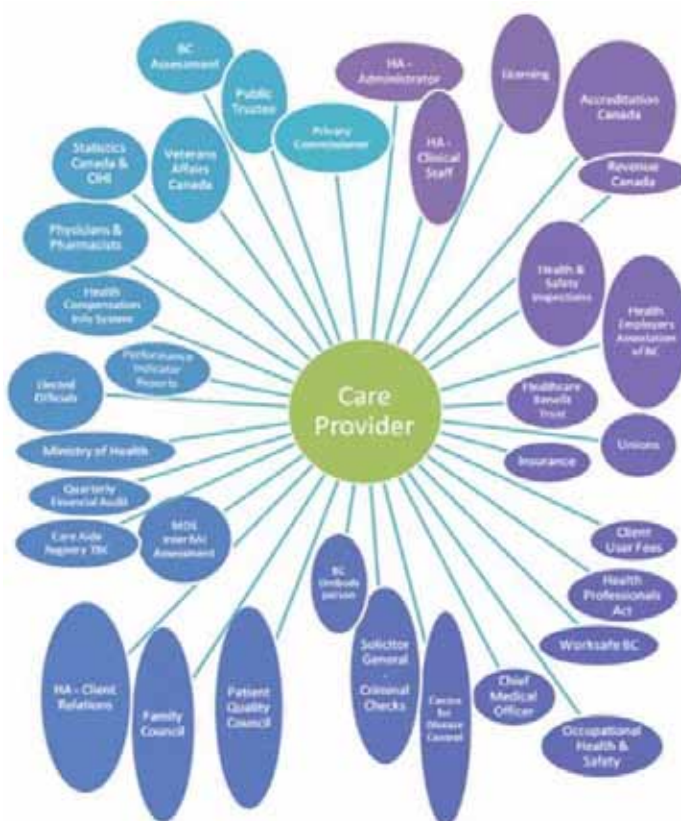 BC
Assessment
Public
Trustee
HA -
Administrator
Accreditation
Canada
Privacy
Commissioner
HA -
Clinical
Staff
Statistics
Canada & CIHI
Veterans
Affairs
Canada
Revenue
Canada
Physicians &
Pharmacists
Health
Compensation
Info System
Health & Safety
Inspections
Health
Employers
Association
of BC
Performance
Indicator
Reports
Elected
Officials
Care
Provider
Healthcare
Benefit
Trust
Unions
Ministry of Health
Insurance
Quarterly
Financial Audit
Care Aide
Registry
MDS
Assessment
Client
User Fees
BC
Ombuds
person
Health
Professionals
Act
Worksafe BC
HA - Client
Relations
Family
Council
Patient
Quality
Council
Solicitor
General
-
Criminal
Checks
Centre
for
Disease
Control
Chief
Medical
Officer
Occupational
Health &
Safety